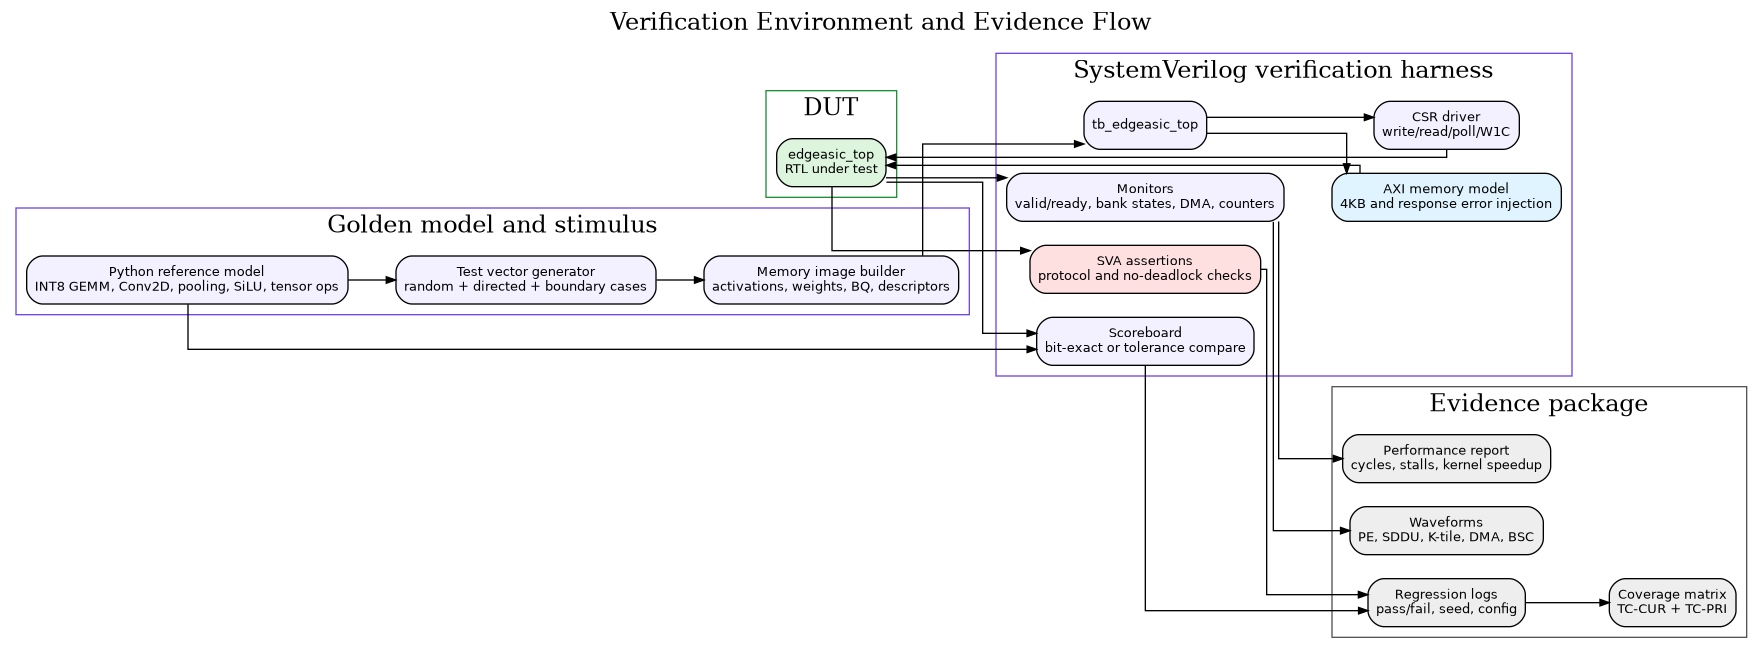 Verification Environment and Evidence Flow
SystemVerilog verification harness
DUT
tb_edgeasic_top
CSR driver
write/read/poll/W1C
edgeasic_top
RTL under test
Monitors
valid/ready, bank states, DMA, counters
AXI memory model
4KB and response error injection
Golden model and stimulus
Python reference model
INT8 GEMM, Conv2D, pooling, SiLU, tensor ops
Test vector generator
random + directed + boundary cases
Memory image builder
activations, weights, BQ, descriptors
SVA assertions
protocol and no-deadlock checks
Scoreboard
bit-exact or tolerance compare
Evidence package
Performance report
cycles, stalls, kernel speedup
Waveforms
PE, SDDU, K-tile, DMA, BSC
Regression logs
pass/fail, seed, config
Coverage matrix
TC-CUR + TC-PRI